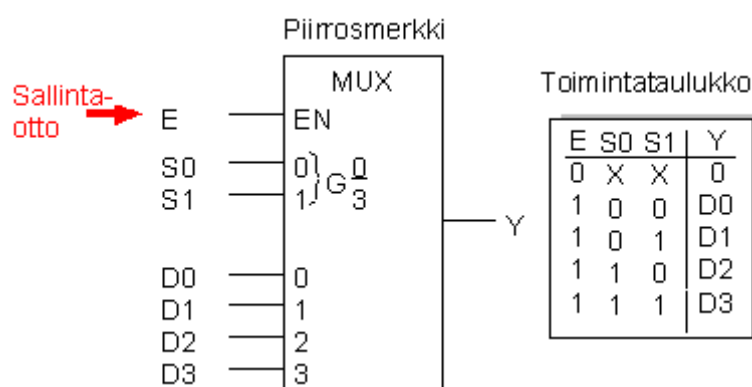 Piirrosmerkki
MUX
Sallinta-
otto
E EN
S0 0
S1 1
G 0
3
Y
D0 0
D1 1
D2 2
D3 3
Toimintataulukko
E S0 S1 Y
0 X X 0
1 0 0 D0
1 0 1 D1
1 1 0 D2
1 1 1 D3